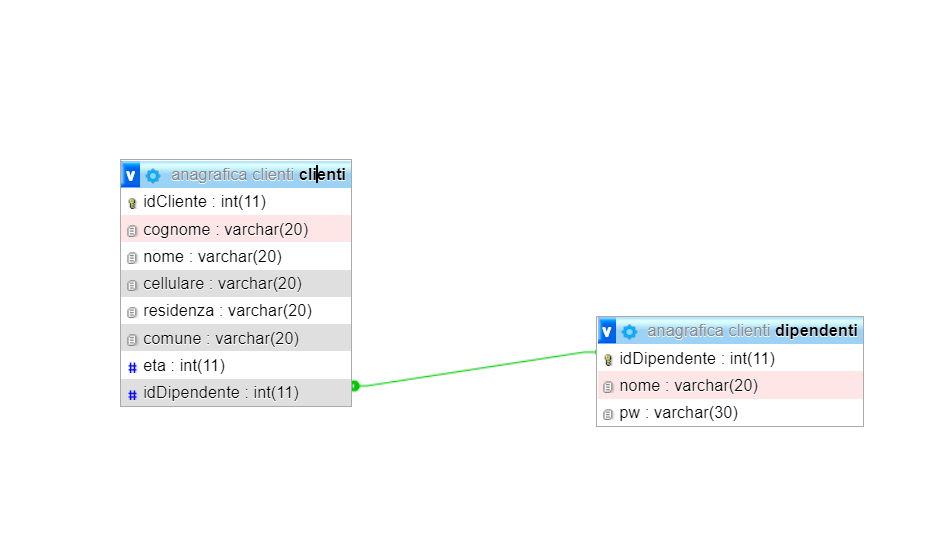 v anagrafica clienti clienti
idCliente : int(11)
cognome : varchar(20)
nome : varchar(20)
cellulare : varchar(20)
residenza : varchar(20)
comune : varchar(20)
# eta : int(11)
# idDipendente : int(11)
v anagrafica clienti dipendenti
idDipendente : int(11)
nome : varchar(20)
pw : varchar(30)